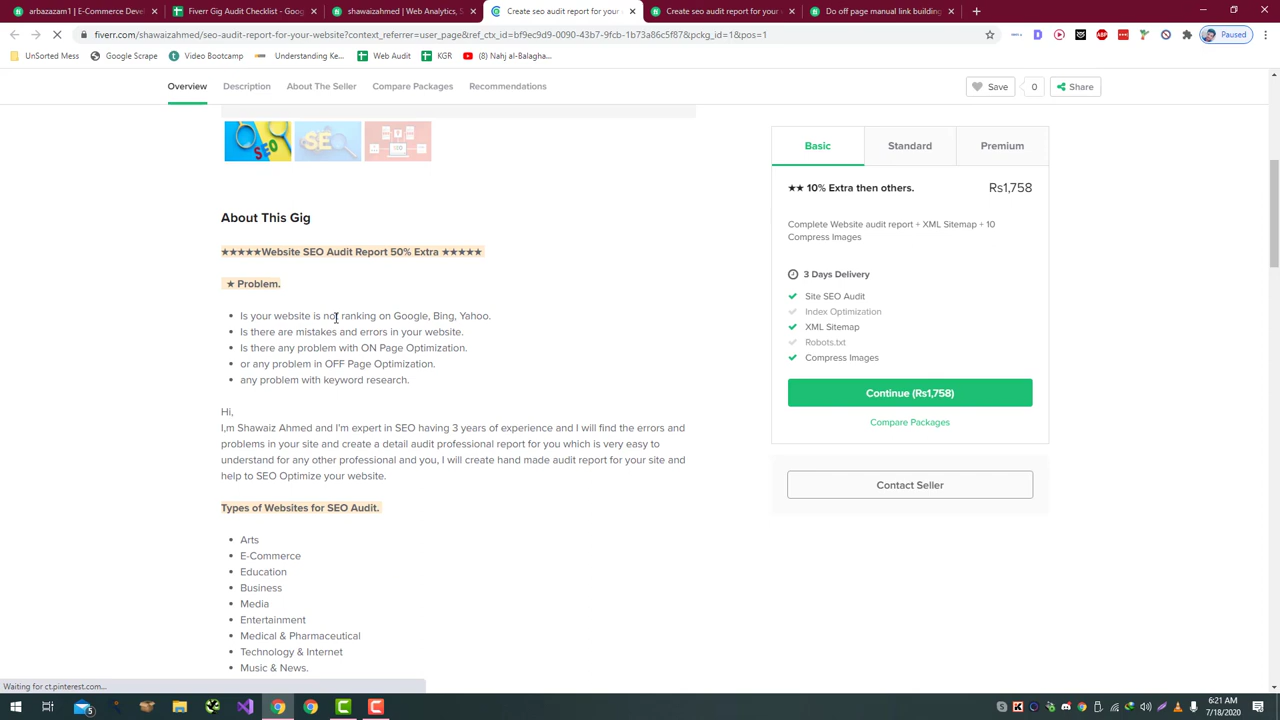 arbazazam1 | E-Commerce Devel
Fiverr Gig Details Checklist - Goo
shawaizahmed | Web Analytics, S
Create seo audit report for your
Create seo audit report for your
Do off page manual link building
fiverr.com/shawaizahmed/seo-audit-report-for-your-website?context_referrer=user_page&ref_ctx_id=bf9ec9d9-0090-43b7-9fcb-1b73a86c5f87&pckg_id=1&pos=1
Paused
UnSorted Mess
Google Scrape
Video Bootcamp
Understanding Ke...
Web Audit
KGR
(8) Nahj al-Balagha...
Overview
Description
About The Seller
Compare Packages
Recommendations
Save
0
Share
About This Gig
★★★★★Website SEO Audit Report 50% Extra ★★★★★
★ Problem.
• Is your website is not ranking on Google, Bing, Yahoo.
• Is there are mistakes and errors in your website.
• Is there any problem with ON Page Optimization.
• or any problem in OFF Page Optimization.
• any problem with keyword research.
Hi,
I,m Shawaiz Ahmed and I'm expert in SEO having 3 years of experience and I will find the errors and
problems in your site and create a detail audit professional report for you which is very easy to
understand for any other professional and you, I will create hand made audit report for your site and
help to SEO Optimize your website.
Types of Websites for SEO Audit.
• Arts
• E-Commerce
• Education
• Business
• Media
• Entertainment
• Medical & Pharmaceutical
• Technology & Internet
• Music & News.
Basic
Standard
Premium
★★ 10% Extra then others.
Rs1,758
Complete Website audit report + XML Sitemap + 10
Compress Images
3 Days Delivery
Site SEO Audit
Index Optimization
XML Sitemap
Robots.txt
Compress Images
Continue (Rs1,758)
Compare Packages
Contact Seller
Waiting for ct.pinterest.com...
6:21 AM
7/18/2020